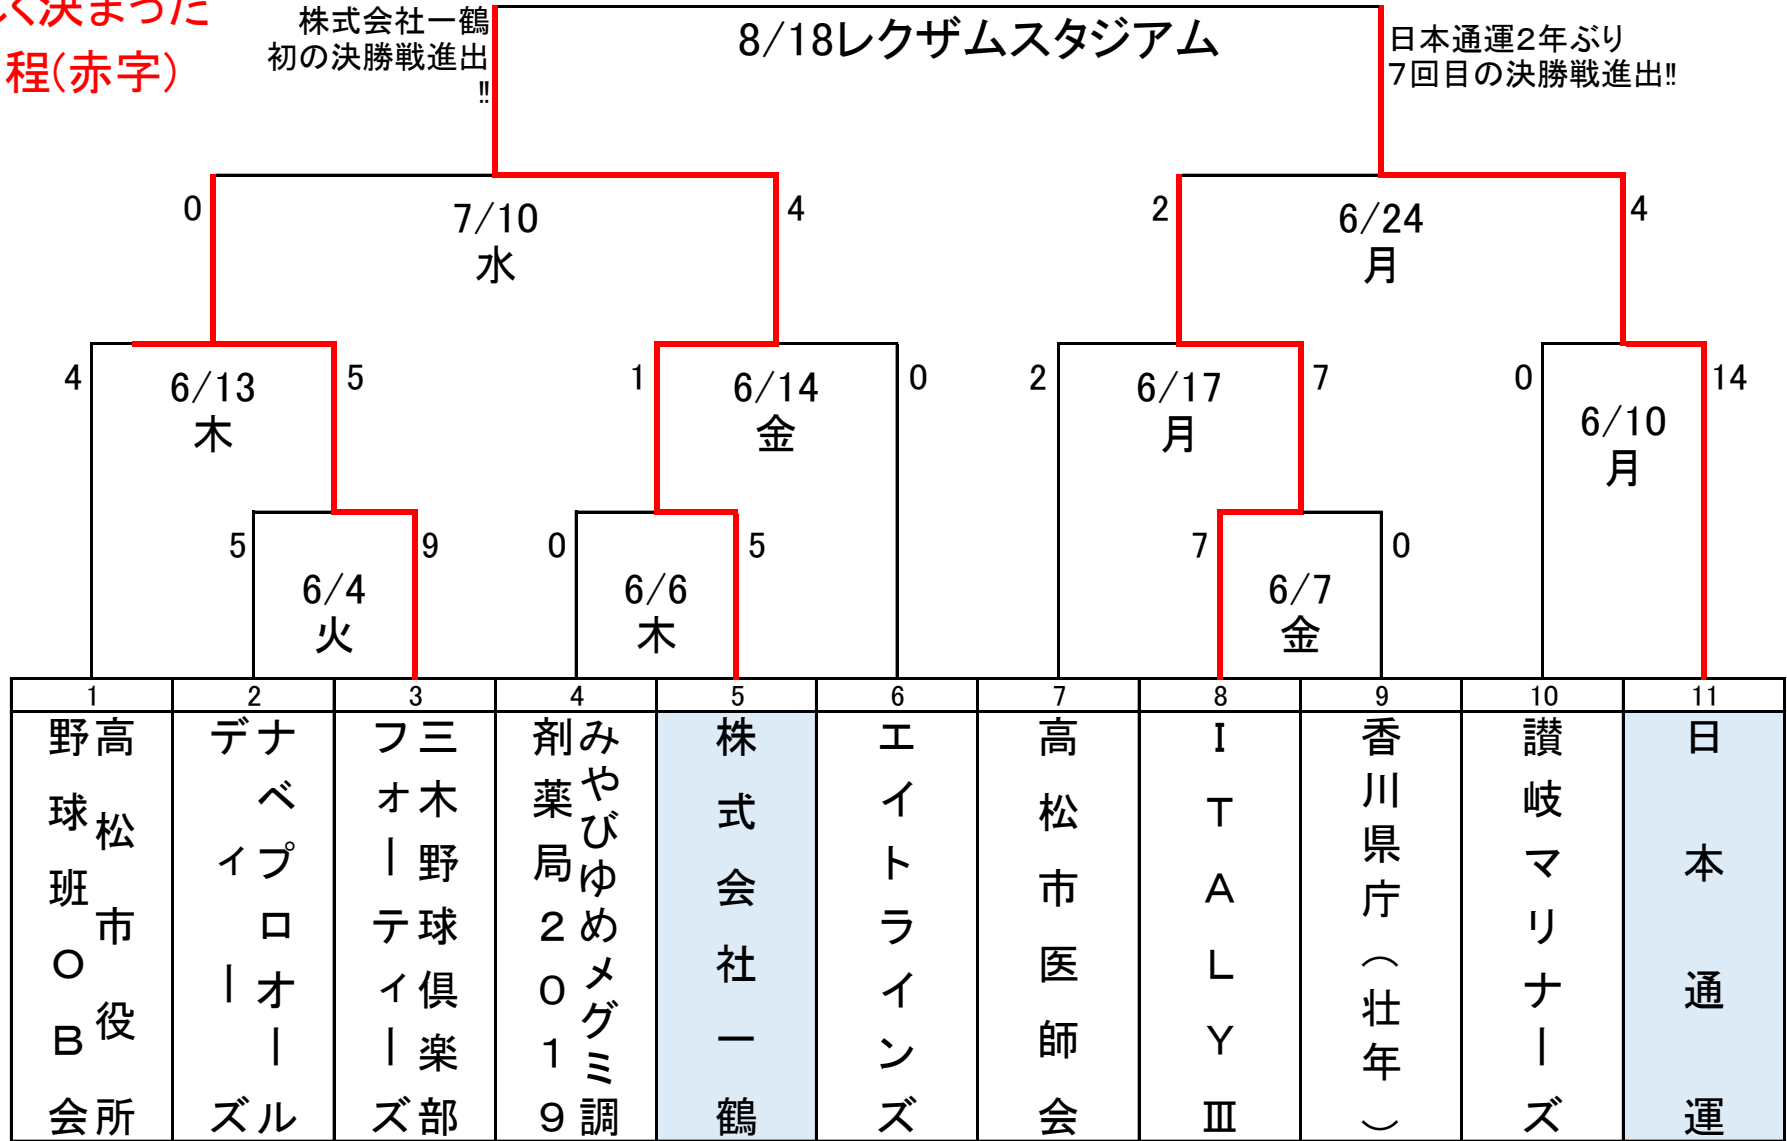 く決まった
程(赤字)
株式会社一鶴
初の決勝戦進出
!!
8/18レクザムスタジアム
日本通運2年ぶり
7回目の決勝戦進出!!
0
7/10
水
4
2
6/24
月
4
4
6/13
木
5
1
6/14
金
0
2
6/17
月
7
0
6/10
月
14
5
6/4
火
9
0
6/6
木
5
7
6/7
金
0
1
高松市役所
野球班OB会
2
ナベプロオール
ディーズ
3
三木野球倶楽部
フォーティーズ
4
みやびゆめメグミ調
剤薬局2019
5
株式会社一鶴
6
エイトラインズ
7
高松市医師会
8
ITALYⅢ
9
香川県庁(壮年)
10
讃岐マリナーズ
11
日本通運